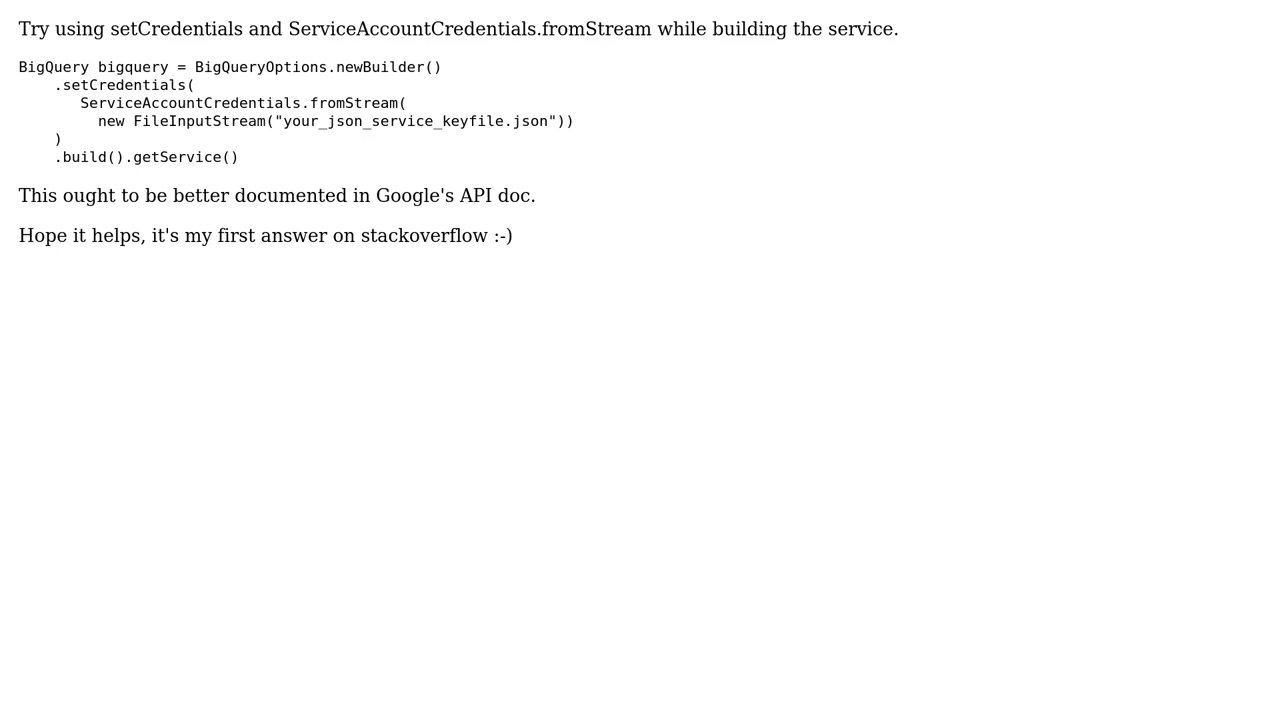 Try using setCredentials and ServiceAccountCredentials.fromStream while building the service.
BigQuery bigquery = BigQueryOptions.newBuilder()
    .setCredentials(
       ServiceAccountCredentials.fromStream(
         new FileInputStream("your_json_service_keyfile.json"))
    )
    .build().getService()
This ought to be better documented in Google's API doc.
Hope it helps, it's my first answer on stackoverflow :-)